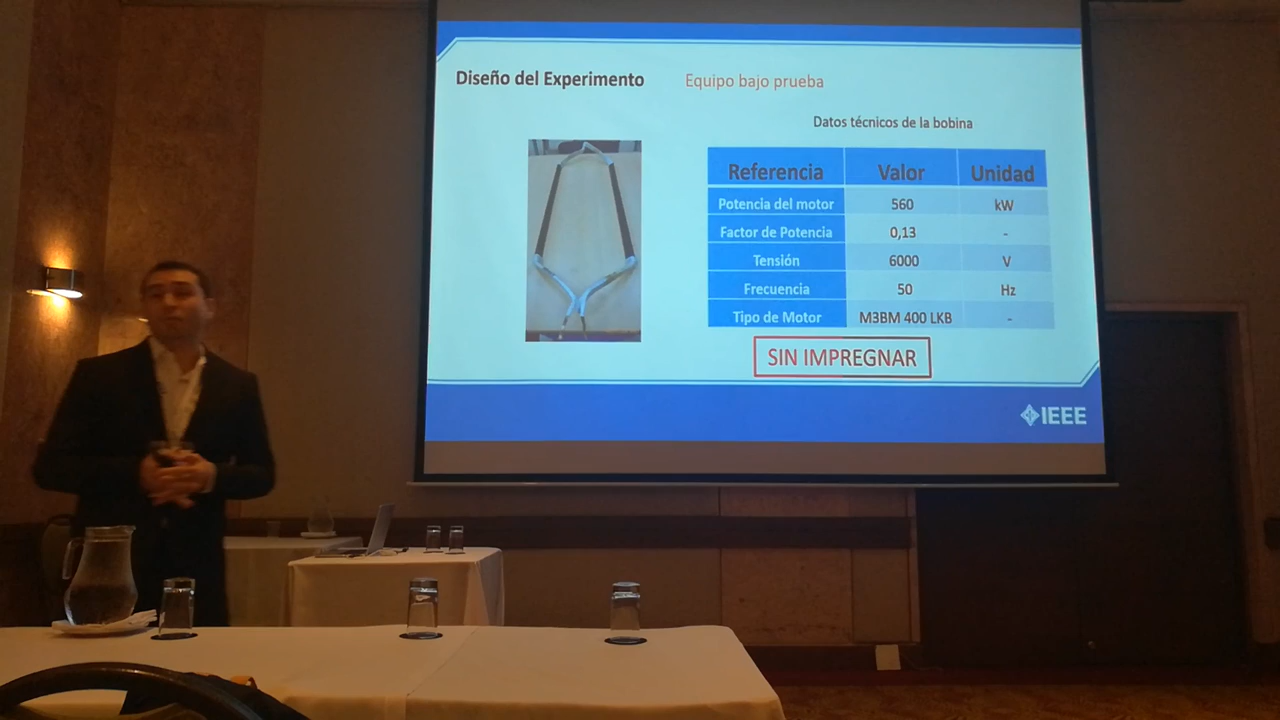 Diseño del Experimento Equipo bajo prueba
Datos técnicos de la bobina
Referencia Valor Unidad
Potencia del motor 560 kW
Factor de Potencia 0,13 -
Tensión 6000 V
Frecuencia 50 Hz
Tipo de Motor M3BM 400 LKB -
SIN IMPREGNAR
IEEE